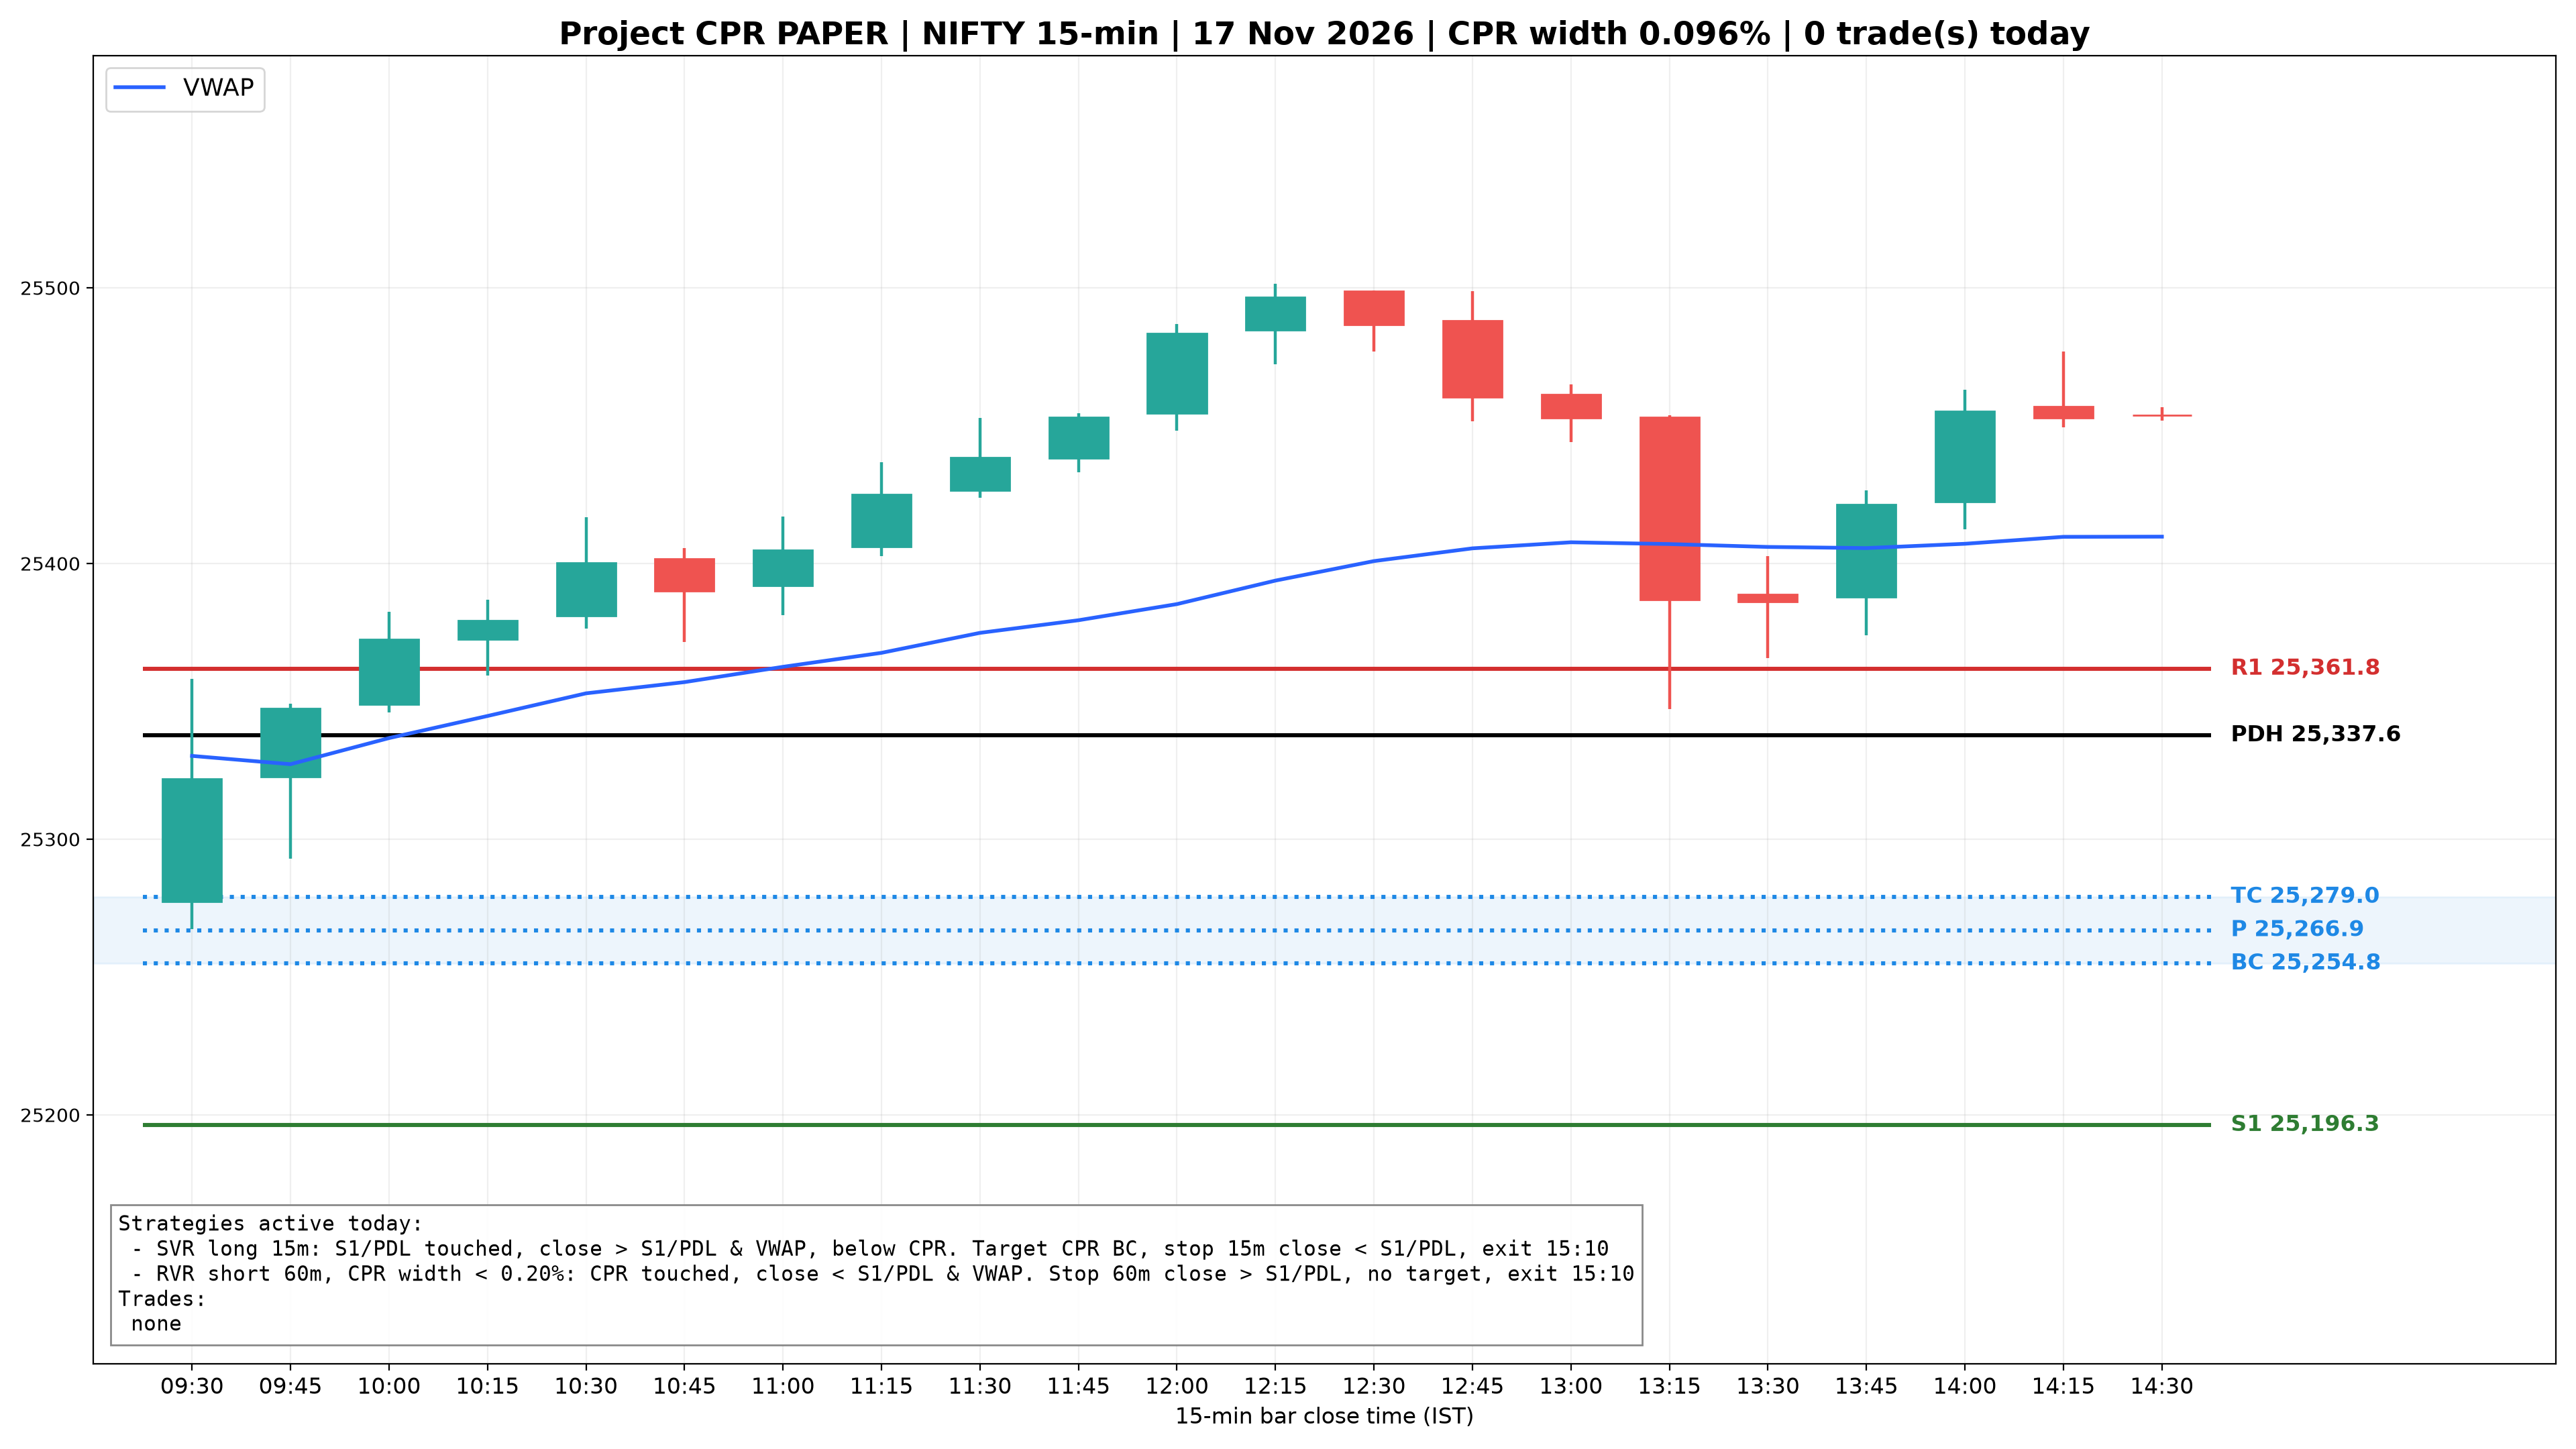 Project CPR PAPER | NIFTY 15-min | 17 Nov 2026 | CPR width 0.096% | 0 trade(s) today
VWAP
25500
25400
25300
25200
R1 25,361.8
PDH 25,337.6
TC 25,279.0
P 25,266.9
BC 25,254.8
S1 25,196.3
Strategies active today:
- SVR long 15m: S1/PDL touched, close > S1/PDL & VWAP, below CPR. Target CPR BC, stop 15m close < S1/PDL, exit 15:10
- RVR short 60m, CPR width < 0.20%: CPR touched, close < S1/PDL & VWAP. Stop 60m close > S1/PDL, no target, exit 15:10
Trades:
none
09:30 09:45 10:00 10:15 10:30 10:45 11:00 11:15 11:30 11:45 12:00 12:15 12:30 12:45 13:00 13:15 13:30 13:45 14:00 14:15 14:30
15-min bar close time (IST)